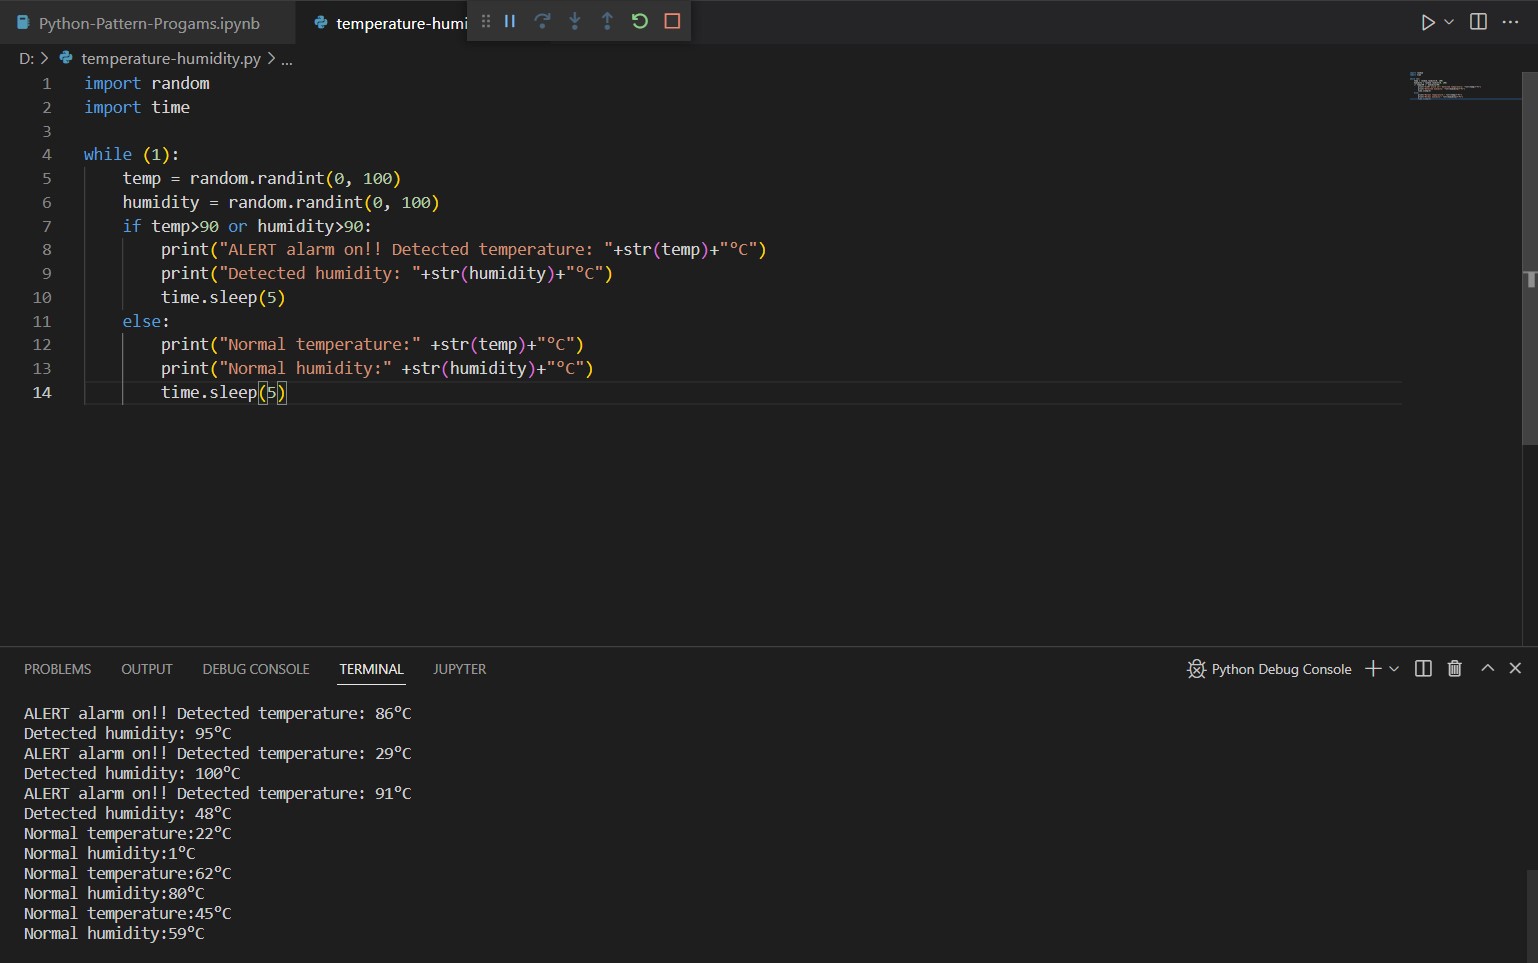 Python-Pattern-Progams.ipynb
temperature-humi
D: > temperature-humidity.py > ...
1 import random
2 import time
3
4 while (1):
5     temp = random.randint(0, 100)
6     humidity = random.randint(0, 100)
7     if temp>90 or humidity>90:
8         print("ALERT alarm on!! Detected temperature: "+str(temp)+"°C")
9         print("Detected humidity: "+str(humidity)+"°C")
10         time.sleep(5)
11     else:
12         print("Normal temperature:" +str(temp)+"°C")
13         print("Normal humidity:" +str(humidity)+"°C")
14         time.sleep(5)
PROBLEMS OUTPUT DEBUG CONSOLE TERMINAL JUPYTER Python Debug Console
ALERT alarm on!! Detected temperature: 86°C
Detected humidity: 95°C
ALERT alarm on!! Detected temperature: 29°C
Detected humidity: 100°C
ALERT alarm on!! Detected temperature: 91°C
Detected humidity: 48°C
Normal temperature:22°C
Normal humidity:1°C
Normal temperature:62°C
Normal humidity:80°C
Normal temperature:45°C
Normal humidity:59°C